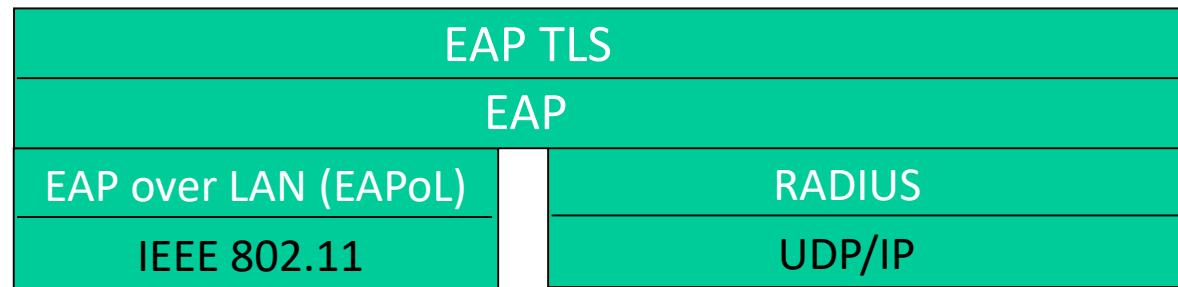 EAP TLS
EAP
EAP over LAN (EAPoL)
RADIUS
IEEE 802.11
UDP/IP